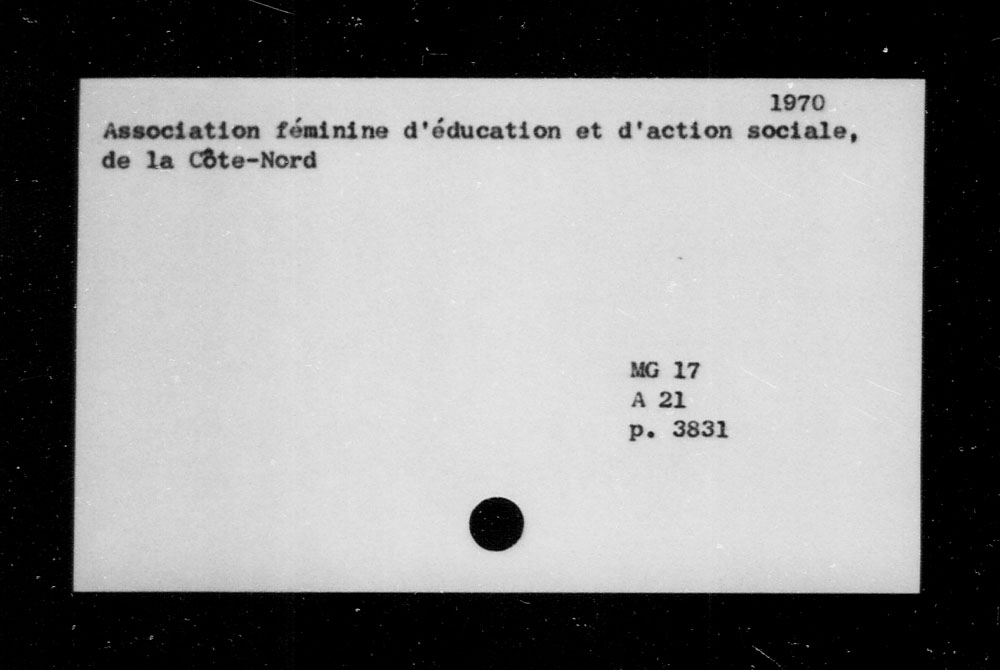 1970
Association féminine d'éducation et d'action sociale,
de la Côte-Nord
MG 17
A 21
p. 3831